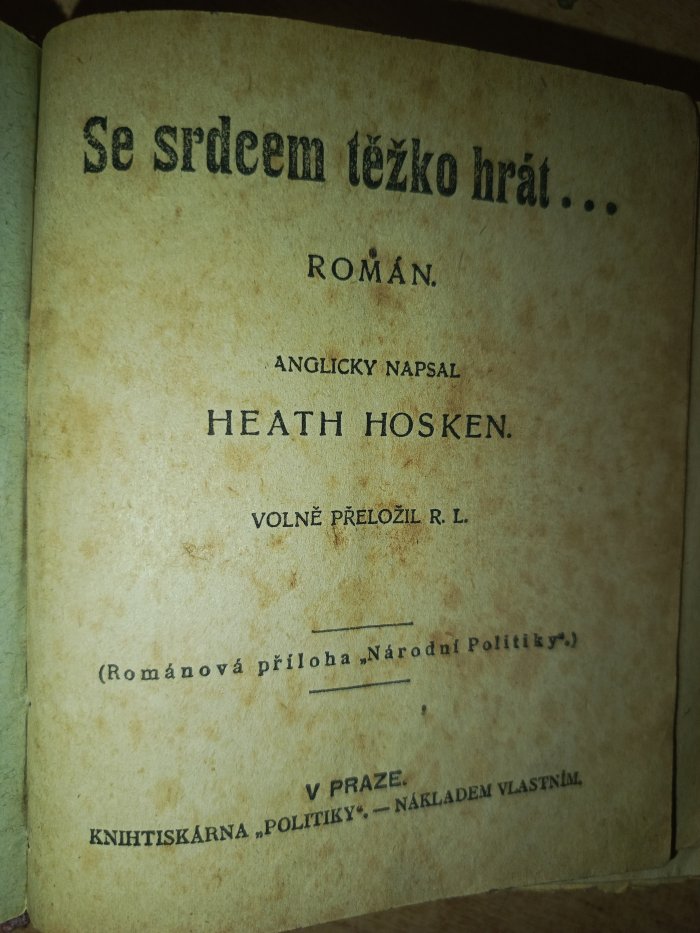 Se srdcem těžko hrát...
ROMÁN.
ANGLICKY NAPSAL
HEATH HOSKEN.
VOLNĚ PŘELOŽIL R. L.
(Románová příloha „Národní Politiky“.)
V PRAZE.
KNIHTISKÁRNA „POLITIKY“. — NÁKLADEM VLASTNÍM.